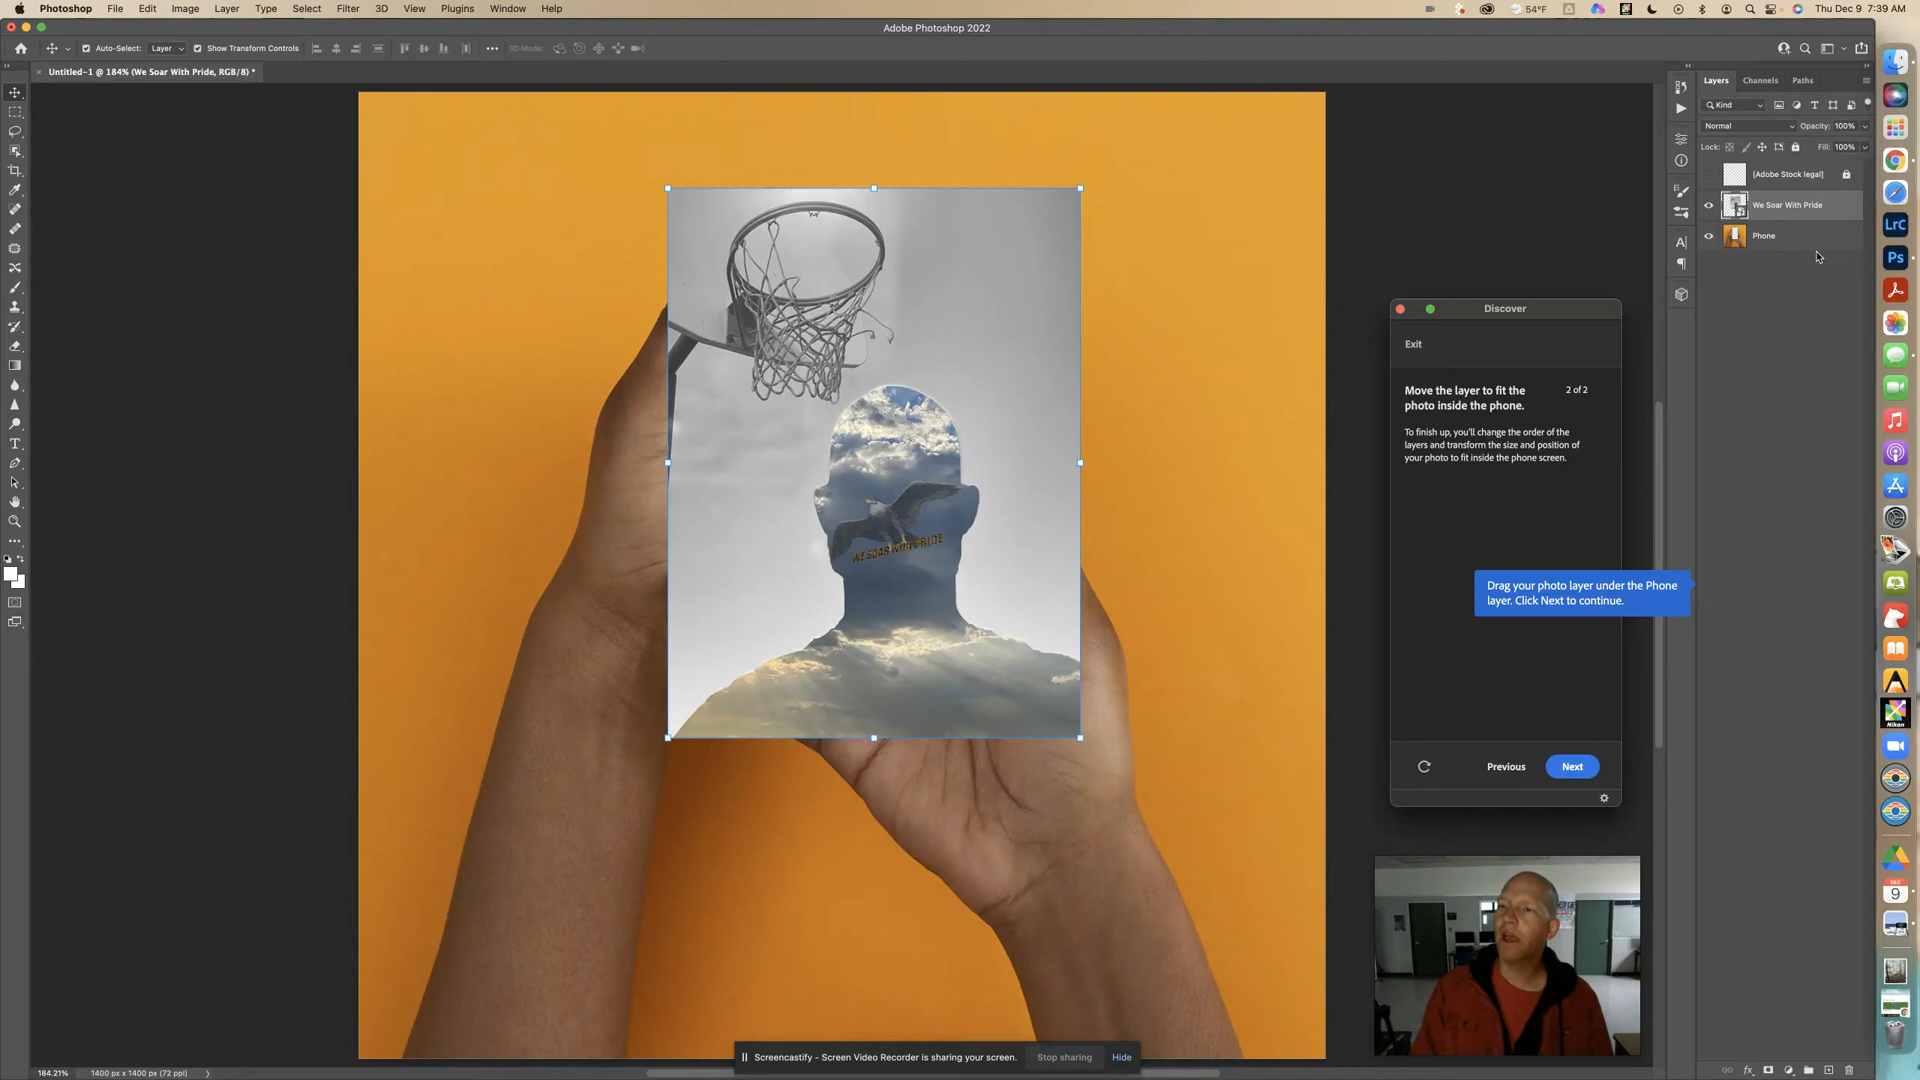 Photoshop File Edit Image Layer Type Select Filter 3D View Plugins Window Help 54°F Thu Dec 9 7:39 AM
Adobe Photoshop 2022
Auto-Select: Layer Show Transform Controls 3D Mode:
Untitled-1 @ 184% (We Soar With Pride, RGB/8) *
Layers Channels Paths
Kind
Normal Opacity: 100%
Lock: Fill: 100%
[Adobe Stock legal]
We Soar With Pride
Phone
Discover
Exit
Move the layer to fit the photo inside the phone. 2 of 2
To finish up, you'll change the order of the
layers and transform the size and position of
your photo to fit inside the phone screen.
WE SOAR WITH PRIDE
Drag your photo layer under the Phone
layer. Click Next to continue.
Previous Next
LrC
Ps
Nikon
DEC
9
Screencastify - Screen Video Recorder is sharing your screen. Stop sharing Hide
184.21% 1400 px x 1400 px (72 ppi)